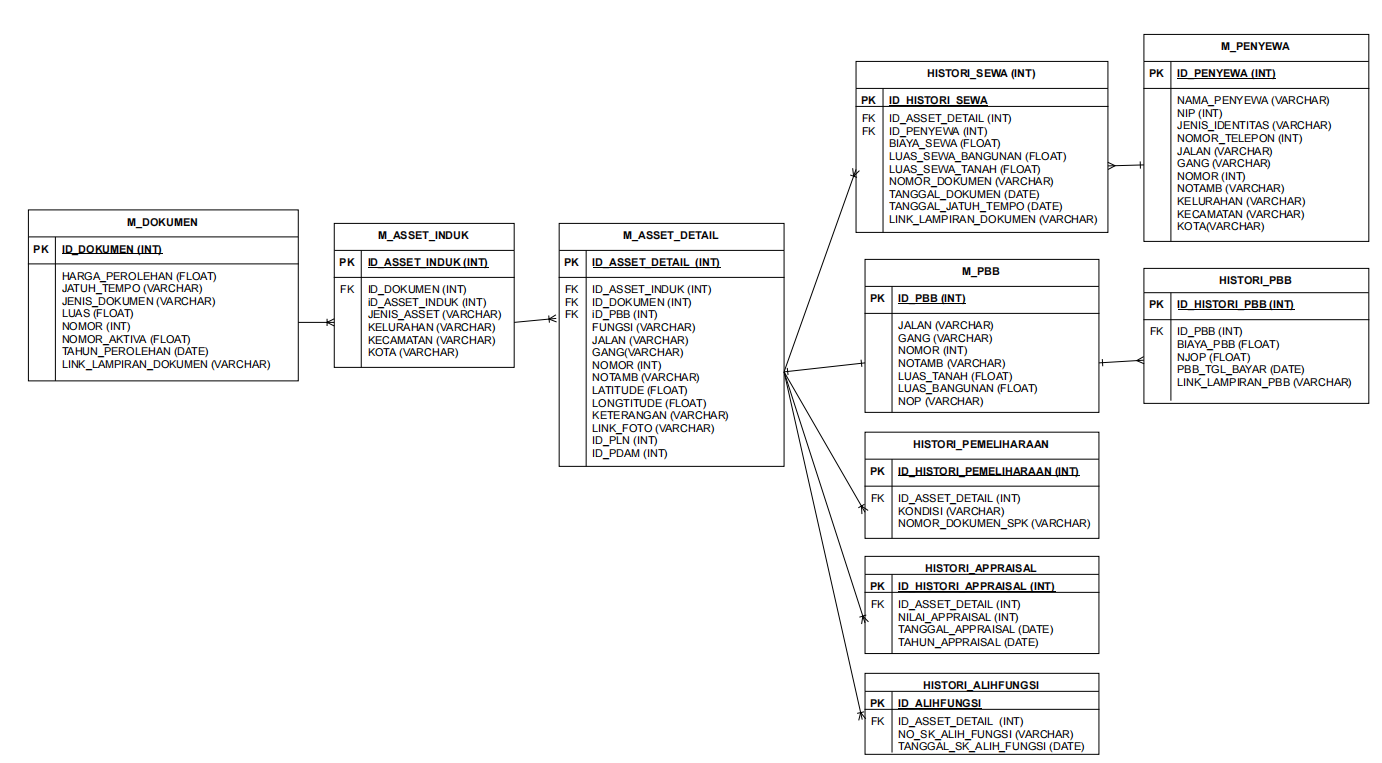 M_DOKUMEN
PK ID_DOKUMEN (INT)
HARGA_PEROLEHAN (FLOAT)
JATUH_TEMPO (VARCHAR)
JENIS_DOKUMEN (VARCHAR)
LUAS (FLOAT)
NOMOR (INT)
NOMOR_AKTIVA (FLOAT)
TAHUN_PEROLEHAN (DATE)
LINK_LAMPIRAN_DOKUMEN (VARCHAR)
M_ASSET_INDUK
PK ID_ASSET_INDUK (INT)
FK ID_DOKUMEN (INT)
iD_ASSET_INDUK (INT)
JENIS_ASSET (VARCHAR)
KELURAHAN (VARCHAR)
KECAMATAN (VARCHAR)
KOTA (VARCHAR)
M_ASSET_DETAIL
PK ID_ASSET_DETAIL (INT)
FK ID_ASSET_INDUK (INT)
FK ID_DOKUMEN (INT)
FK iD_PBB (INT)
FUNGSI (VARCHAR)
JALAN (VARCHAR)
GANG(VARCHAR)
NOMOR (INT)
NOTAMB (VARCHAR)
LATITUDE (FLOAT)
LONGTITUDE (FLOAT)
KETERANGAN (VARCHAR)
LINK_FOTO (VARCHAR)
ID_PLN (INT)
ID_PDAM (INT)
HISTORI_SEWA (INT)
PK ID_HISTORI_SEWA
FK ID_ASSET_DETAIL (INT)
FK ID_PENYEWA (INT)
BIAYA_SEWA (FLOAT)
LUAS_SEWA_BANGUNAN (FLOAT)
LUAS_SEWA_TANAH (FLOAT)
NOMOR_DOKUMEN (VARCHAR)
TANGGAL_DOKUMEN (DATE)
TANGGAL_JATUH_TEMPO (DATE)
LINK_LAMPIRAN_DOKUMEN (VARCHAR)
M_PENYEWA
PK ID_PENYEWA (INT)
NAMA_PENYEWA (VARCHAR)
NIP (INT)
JENIS_IDENTITAS (VARCHAR)
NOMOR_TELEPON (INT)
JALAN (VARCHAR)
GANG (VARCHAR)
NOMOR (INT)
NOTAMB (VARCHAR)
KELURAHAN (VARCHAR)
KECAMATAN (VARCHAR)
KOTA(VARCHAR)
M_PBB
PK ID_PBB (INT)
JALAN (VARCHAR)
GANG (VARCHAR)
NOMOR (INT)
NOTAMB (VARCHAR)
LUAS_TANAH (FLOAT)
LUAS_BANGUNAN (FLOAT)
NOP (VARCHAR)
HISTORI_PBB
PK ID_HISTORI_PBB (INT)
FK ID_PBB (INT)
BIAYA_PBB (FLOAT)
NJOP (FLOAT)
PBB_TGL_BAYAR (DATE)
LINK_LAMPIRAN_PBB (VARCHAR)
HISTORI_PEMELIHARAAN
PK ID_HISTORI_PEMELIHARAAN (INT)
FK ID_ASSET_DETAIL (INT)
KONDISI (VARCHAR)
NOMOR_DOKUMEN_SPK (VARCHAR)
HISTORI_APPRAISAL
PK ID_HISTORI_APPRAISAL (INT)
FK ID_ASSET_DETAIL (INT)
NILAI_APPRAISAL (INT)
TANGGAL_APPRAISAL (DATE)
TAHUN_APPRAISAL (DATE)
HISTORI_ALIHFUNGSI
PK ID_ALIHFUNGSI
FK ID_ASSET_DETAIL (INT)
NO_SK_ALIH_FUNGSI (VARCHAR)
TANGGAL_SK_ALIH_FUNGSI (DATE)